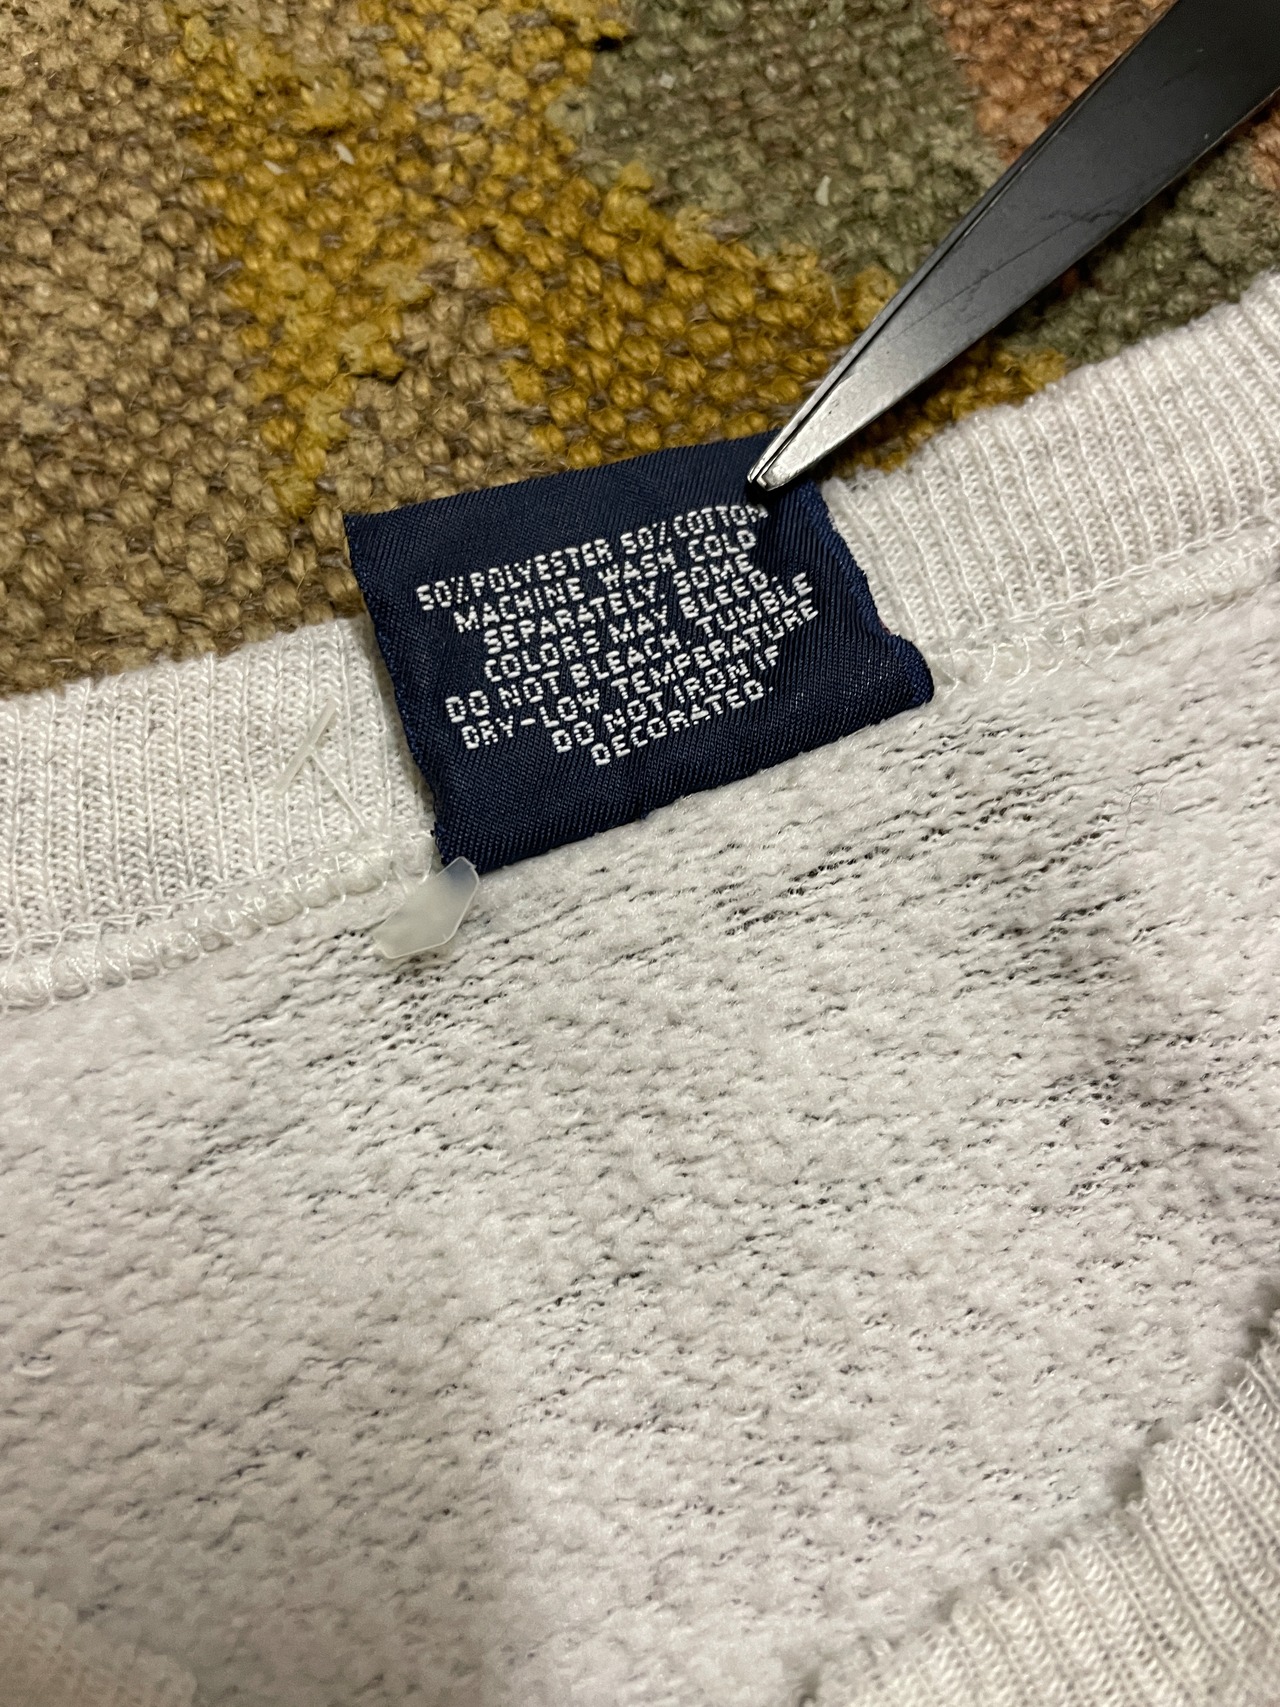 50%POLYESTER 50%COTTON
MACHINE WASH COLD
SEPARATELY. SOME
COLORS MAY BLEED.
DO NOT BLEACH. TUMBLE
DRY-LOW TEMPERATURE
DO NOT IRON IF
DECORATED.